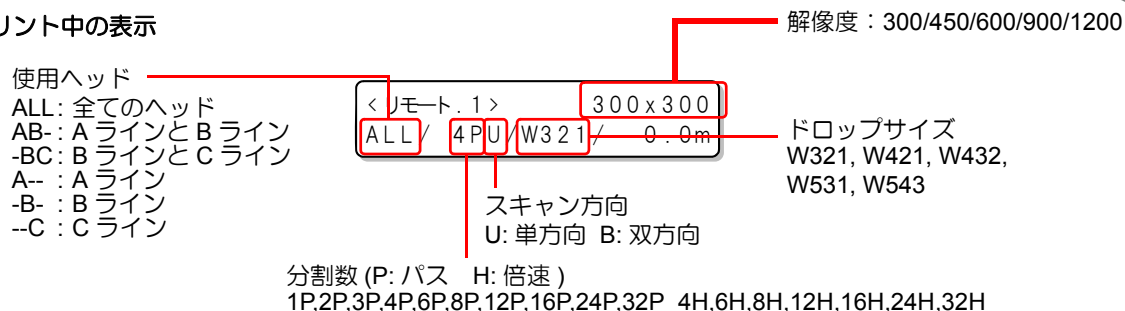 リント中の表示
解像度：300/450/600/900/1200
使用ヘッド
ALL: 全てのヘッド
AB-: A ラインと B ライン
-BC: B ラインと C ライン
A-- : A ライン
-B- : B ライン
--C : C ライン
<リモート.1> 300x300
ALL/ 4PU/W321/ 0.0m
ドロップサイズ
W321, W421, W432,
W531, W543
スキャン方向
U: 単方向 B: 双方向
分割数 (P: パス H: 倍速 )
1P,2P,3P,4P,6P,8P,12P,16P,24P,32P 4H,6H,8H,12H,16H,24H,32H